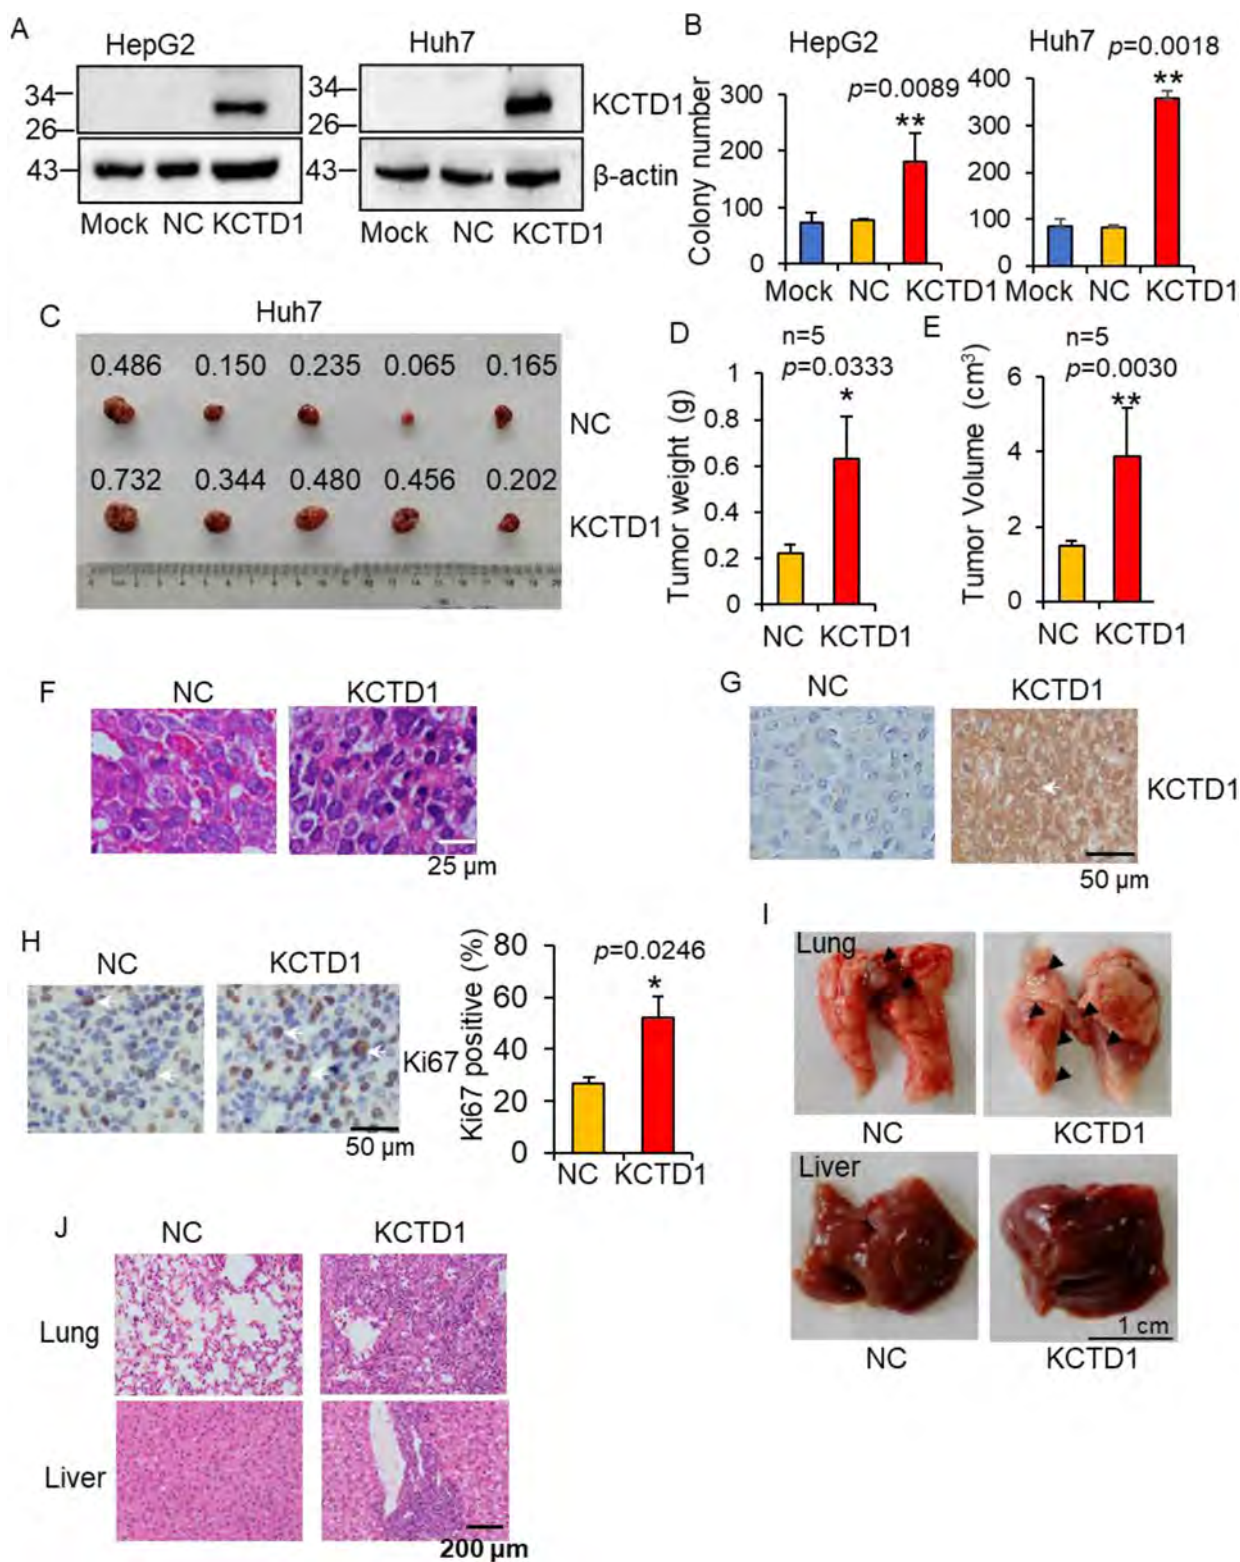 A
HepG2
Huh7
34
26
43
34
26
43
KCTD1
β-actin
Mock NC KCTD1
Mock NC KCTD1
B
HepG2
Huh7
p=0.0018
p=0.0089
**
**
Colony number
300
200
100
0
400
300
200
100
0
Mock NC KCTD1
Mock NC KCTD1
C
Huh7
0.486 0.150 0.235 0.065 0.165
NC
0.732 0.344 0.480 0.456 0.202
KCTD1
D
n=5
p=0.0333
*
Tumor weight (g)
1
0.8
0.6
0.4
0.2
0
NC KCTD1
E
n=5
p=0.0030
**
Tumor Volume (cm³)
6
4
2
0
NC KCTD1
F
NC
KCTD1
25 µm
G
NC
KCTD1
KCTD1
50 µm
H
NC
KCTD1
Ki67
50 µm
Ki67 positive (%)
80
60
40
20
0
p=0.0246
*
NC KCTD1
I
Lung
NC
KCTD1
Liver
1 cm
NC
KCTD1
J
NC
KCTD1
Lung
Liver
200 µm